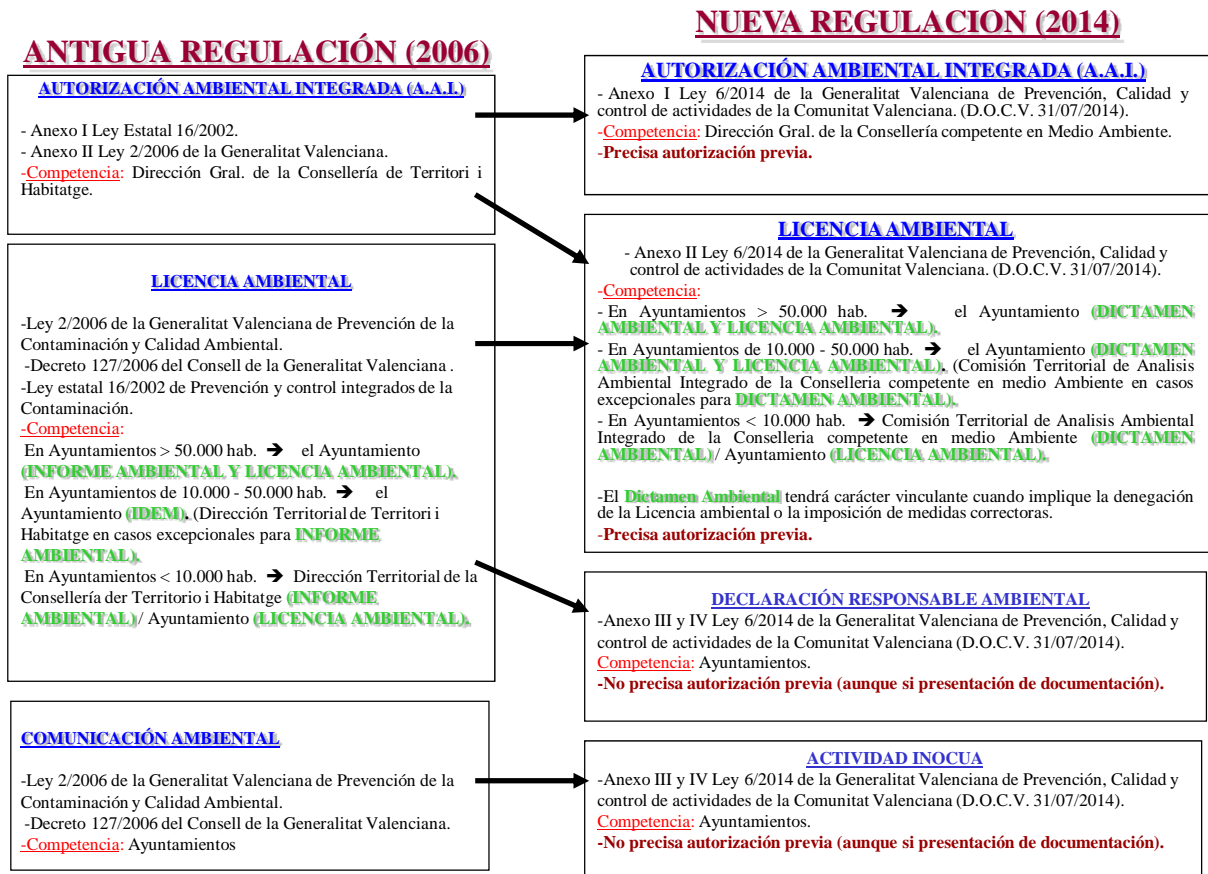 ANTIGUA REGULACIÓN (2006)
AUTORIZACIÓN AMBIENTAL INTEGRADA (A.A.I.)
- Anexo I Ley Estatal 16/2002.
- Anexo II Ley 2/2006 de la Generalitat Valenciana.
-Competencia: Dirección Gral. de la Consellería de Territori i
Habitatge.
LICENCIA AMBIENTAL
-Ley 2/2006 de la Generalitat Valenciana de Prevención de la
Contaminación y Calidad Ambiental.
-Decreto 127/2006 del Consell de la Generalitat Valenciana .
-Ley estatal 16/2002 de Prevención y control integrados de la
Contaminación.
-Competencia:
En Ayuntamientos > 50.000 hab. ➔ el Ayuntamiento
(INFORME AMBIENTAL Y LICENCIA AMBIENTAL).
En Ayuntamientos de 10.000 - 50.000 hab. ➔ el
Ayuntamiento (IDEM). (Dirección Territorial de Territori i
Habitatge en casos excepcionales para INFORME
AMBIENTAL).
En Ayuntamientos < 10.000 hab. ➔ Dirección Territorial de la
Consellería der Territorio i Habitatge (INFORME
AMBIENTAL) / Ayuntamiento (LICENCIA AMBIENTAL).
COMUNICACIÓN AMBIENTAL
-Ley 2/2006 de la Generalitat Valenciana de Prevención de la
Contaminación y Calidad Ambiental.
-Decreto 127/2006 del Consell de la Generalitat Valenciana.
-Competencia: Ayuntamientos
NUEVA REGULACION (2014)
AUTORIZACIÓN AMBIENTAL INTEGRADA (A.A.I.)
- Anexo I Ley 6/2014 de la Generalitat Valenciana de Prevención, Calidad y
control de actividades de la Comunitat Valenciana. (D.O.C.V. 31/07/2014).
-Competencia: Dirección Gral. de la Consellería competente en Medio Ambiente.
-Precisa autorización previa.
LICENCIA AMBIENTAL
- Anexo II Ley 6/2014 de la Generalitat Valenciana de Prevención, Calidad y
control de actividades de la Comunitat Valenciana. (D.O.C.V. 31/07/2014).
-Competencia:
- En Ayuntamientos > 50.000 hab. ➔ el Ayuntamiento (DICTAMEN
AMBIENTAL Y LICENCIA AMBIENTAL).
- En Ayuntamientos de 10.000 - 50.000 hab. ➔ el Ayuntamiento (DICTAMEN
AMBIENTAL Y LICENCIA AMBIENTAL). (Comisión Territorial de Analisis
Ambiental Integrado de la Conselleria competente en medio Ambiente en casos
excepcionales para DICTAMEN AMBIENTAL).
- En Ayuntamientos < 10.000 hab. ➔ Comisión Territorial de Analisis Ambiental
Integrado de la Conselleria competente en medio Ambiente (DICTAMEN
AMBIENTAL) / Ayuntamiento (LICENCIA AMBIENTAL).
-El Dictamen Ambiental tendrá carácter vinculante cuando implique la denegación
de la Licencia ambiental o la imposición de medidas correctoras.
-Precisa autorización previa.
DECLARACIÓN RESPONSABLE AMBIENTAL
-Anexo III y IV Ley 6/2014 de la Generalitat Valenciana de Prevención, Calidad y
control de actividades de la Comunitat Valenciana (D.O.C.V. 31/07/2014).
Competencia: Ayuntamientos.
-No precisa autorización previa (aunque si presentación de documentación).
ACTIVIDAD INOCUA
-Anexo III y IV Ley 6/2014 de la Generalitat Valenciana de Prevención, Calidad y
control de actividades de la Comunitat Valenciana (D.O.C.V. 31/07/2014).
Competencia: Ayuntamientos.
-No precisa autorización previa (aunque si presentación de documentación).